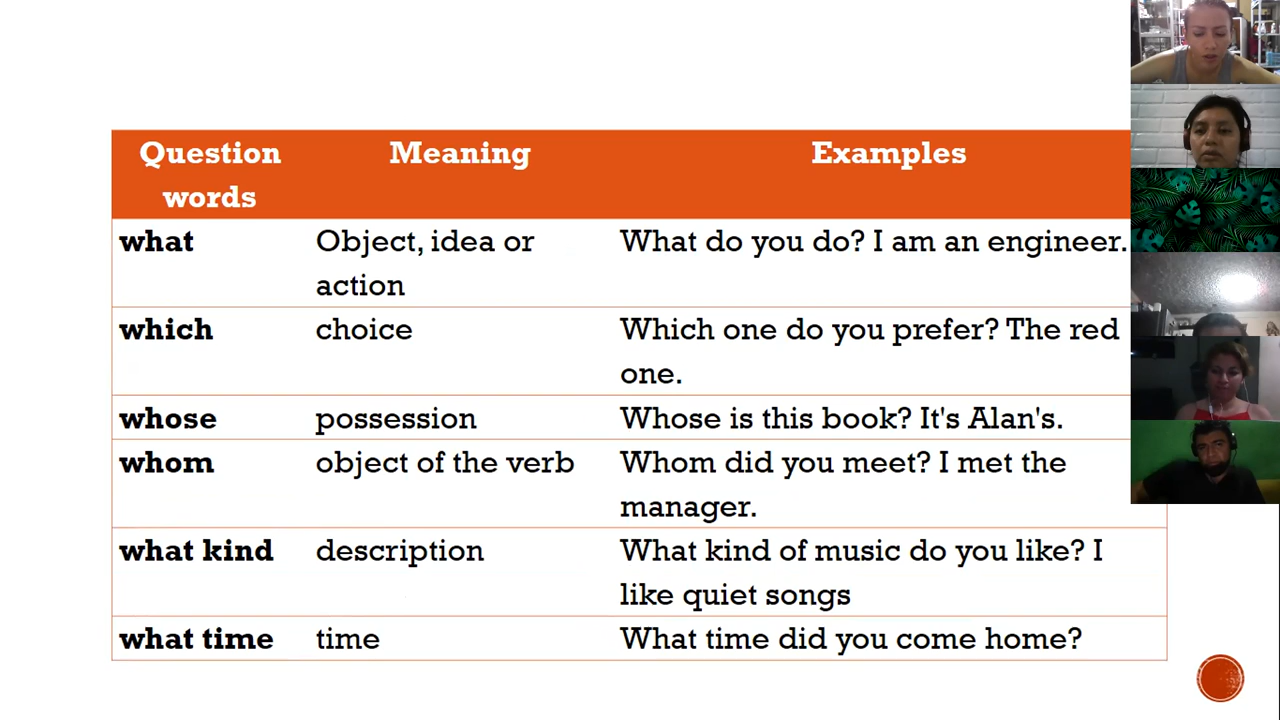 Question Meaning Examples
words
what Object, idea or What do you do? I am an engineer.
action
which choice Which one do you prefer? The red
one.
whose possession Whose is this book? It's Alan's.
whom object of the verb Whom did you meet? I met the
manager.
what kind description What kind of music do you like? I
like quiet songs
what time time What time did you come home?